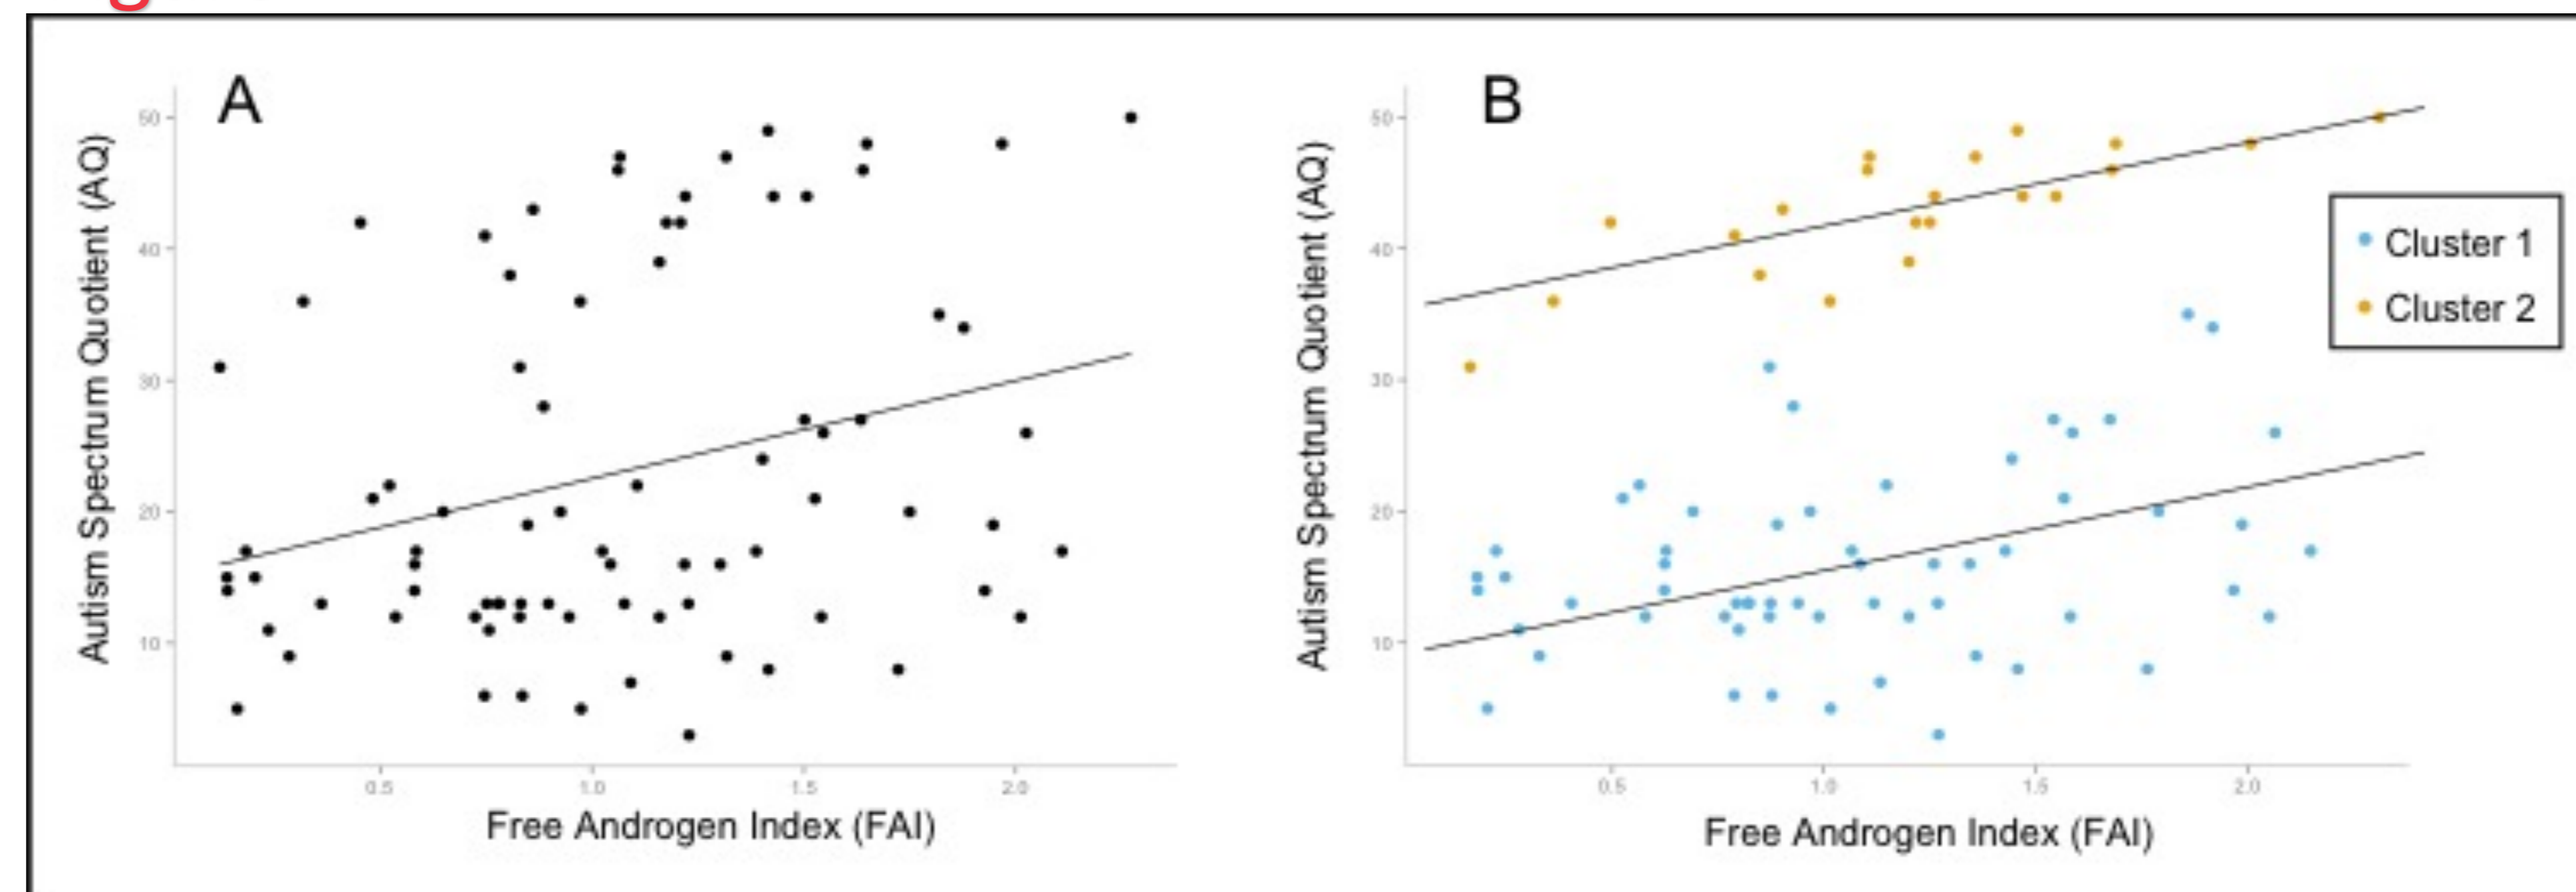 A
Autism Spectrum Quotient (AQ)
50
40
30
20
10
0.5 1.0 1.5 2.0
Free Androgen Index (FAI)
B
Autism Spectrum Quotient (AQ)
50
40
30
20
10
0.5 1.0 1.5 2.0
Free Androgen Index (FAI)
Cluster 1
Cluster 2